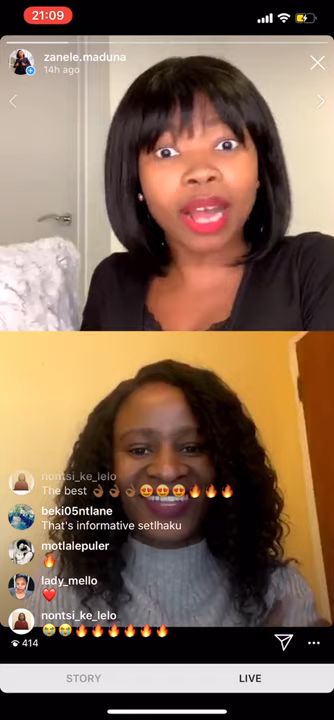 21:09
zanele.maduna
14h ago
nontsi_ke_lelo
The best 👌🏾👌🏾👌🏾😍😍😍🔥🔥🔥
beki05ntlane
That's informative setlhaku
motlalepuler
🔥
lady_mello
❤️
nontsi_ke_lelo
😭😭🔥🔥🔥🔥🔥🔥
414
STORY
LIVE